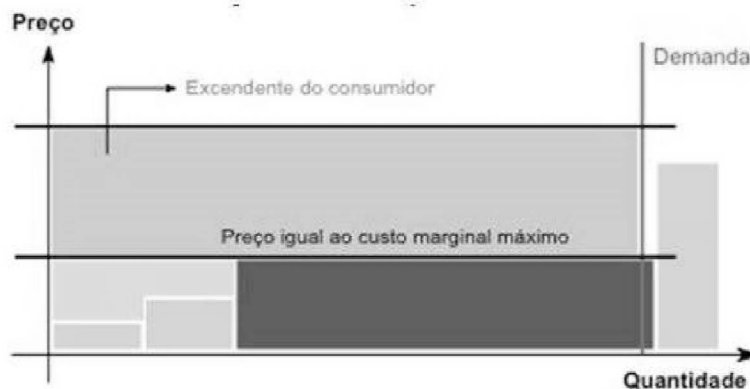 Preço
Demanda
Excendente do consumidor
Preço igual ao custo marginal máximo
Quantidade